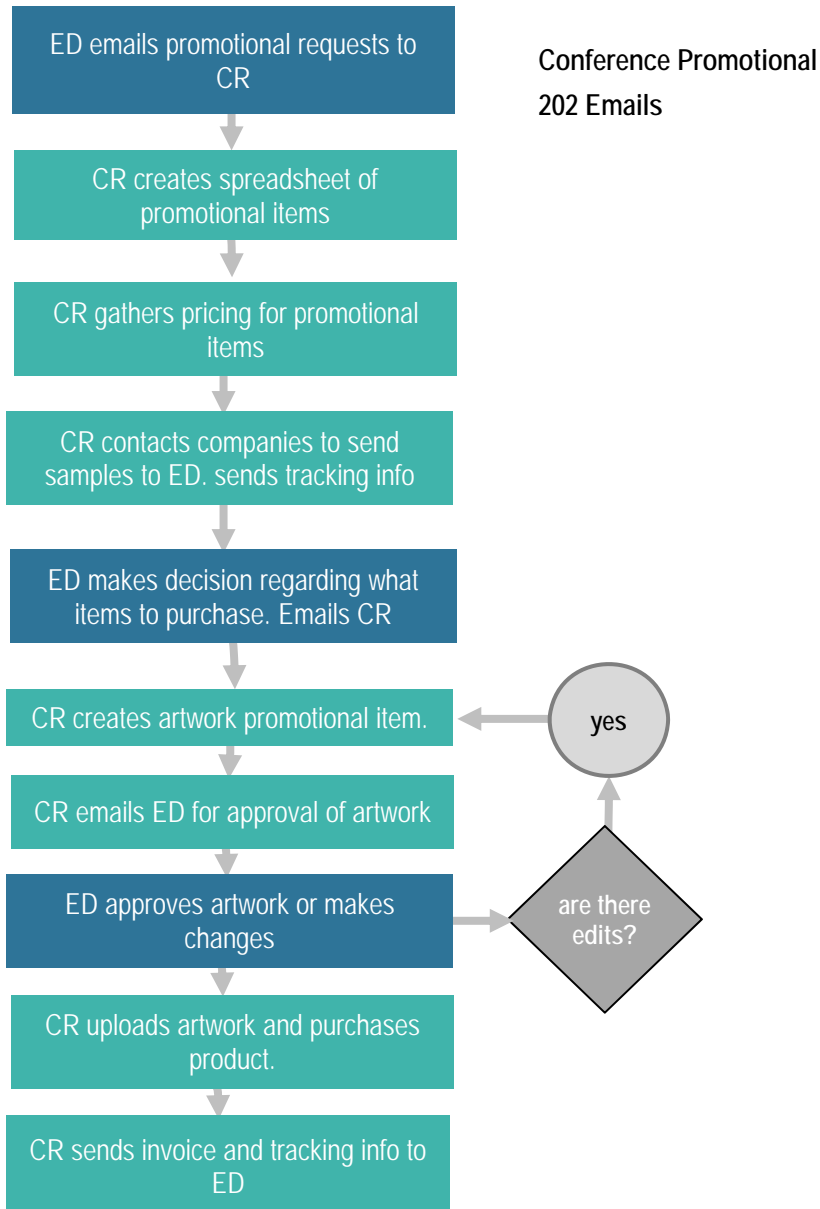 ED emails promotional requests to
CR
Conference Promotional
202 Emails
CR creates spreadsheet of
promotional items
CR gathers pricing for promotional
items
CR contacts companies to send
samples to ED. sends tracking info
ED makes decision regarding what
items to purchase. Emails CR
CR creates artwork promotional item.
yes
CR emails ED for approval of artwork
ED approves artwork or makes
changes
are there
edits?
CR uploads artwork and purchases
product.
CR sends invoice and tracking info to
ED